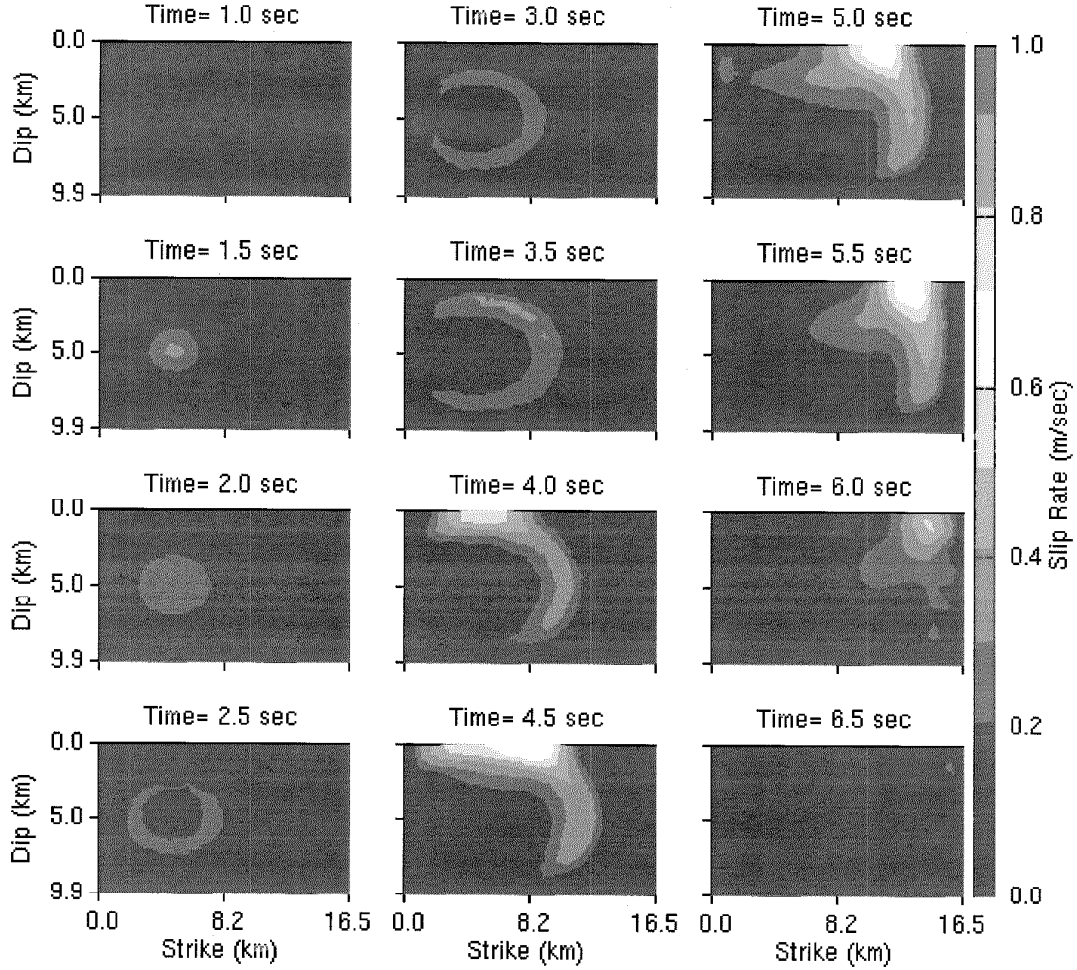 Time= 1.0 sec
Time= 3.0 sec
Time= 5.0 sec
0.0
5.0
9.9
Dip (km)
1.0
0.8
0.6
0.4
0.2
0.0
Slip Rate (m/sec)
Time= 1.5 sec
Time= 3.5 sec
Time= 5.5 sec
0.0
5.0
9.9
Dip (km)
Time= 2.0 sec
Time= 4.0 sec
Time= 6.0 sec
0.0
5.0
9.9
Dip (km)
Time= 2.5 sec
Time= 4.5 sec
Time= 6.5 sec
0.0
5.0
9.9
Dip (km)
0.0 8.2 16.5
Strike (km)
0.0 8.2 16.5
Strike (km)
0.0 8.2 16.5
Strike (km)